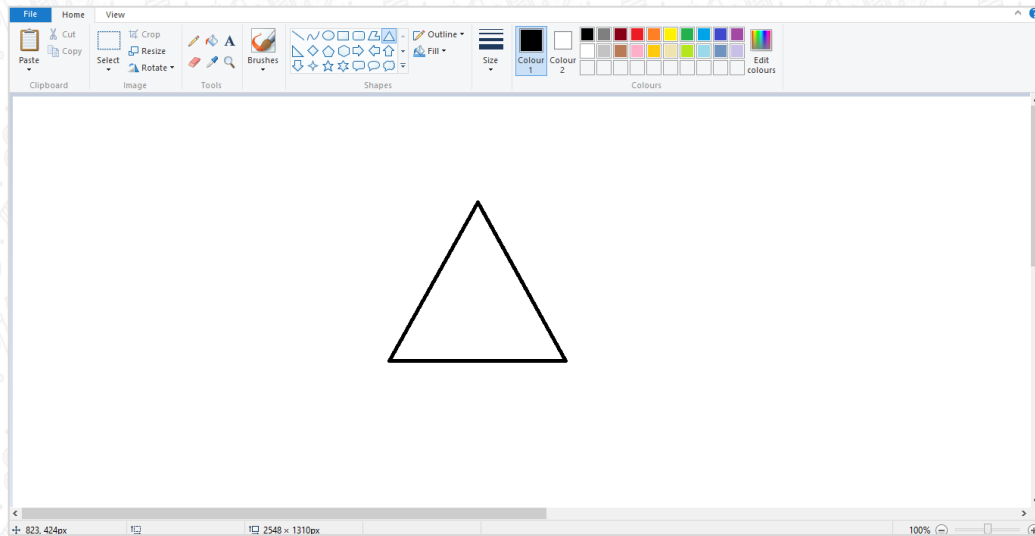 File Home View
Cut
Copy
Paste
Clipboard
Select
Crop
Resize
Rotate
Image
A
Tools
Brushes
Outline
Fill
Shapes
Size
Colour 1
Colour 2
Edit colours
Colours
823, 424px
2548 × 1310px
100%